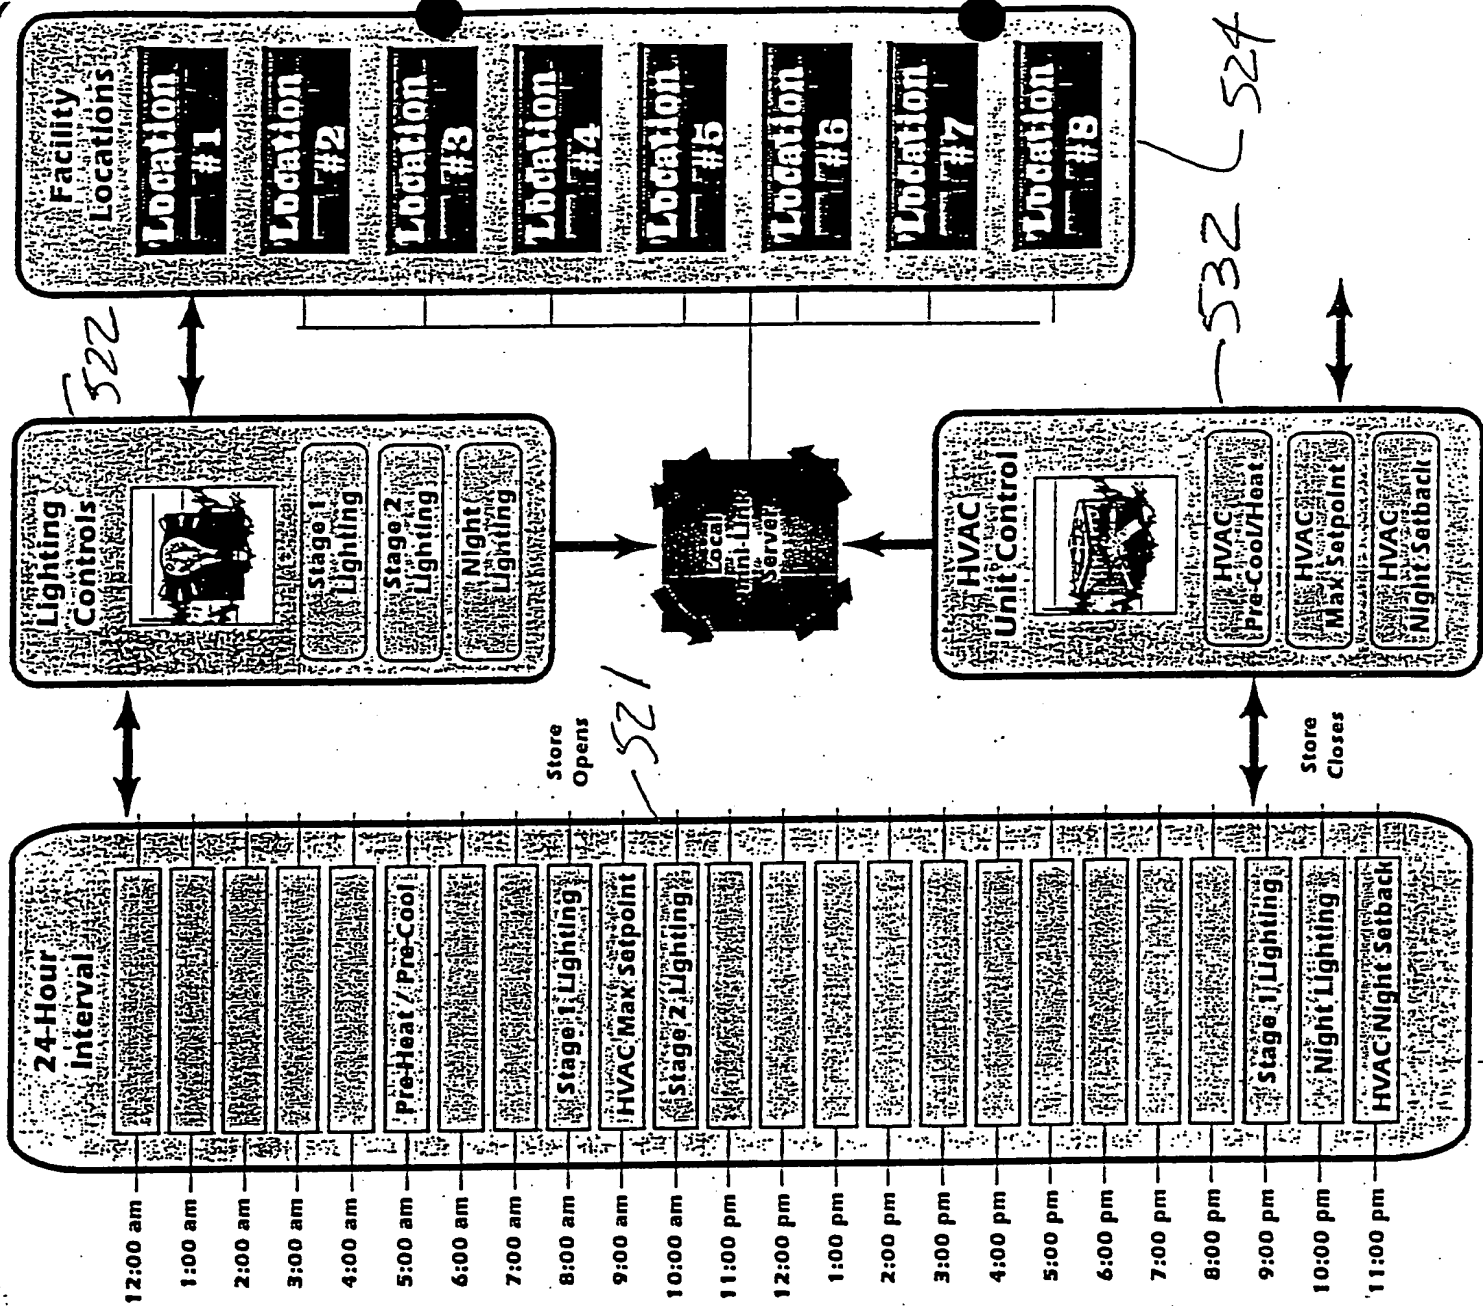 24-Hour
Interval
12:00 am
1:00 am
2:00 am
3:00 am
4:00 am
5:00 am
Pre-Heat / Pre-Cool
6:00 am
7:00 am
8:00 am
Stage 1 Lighting
9:00 am
HVAC Max Setpoint
10:00 am
Stage 2 Lighting
11:00 pm
12:00 pm
1:00 pm
2:00 pm
3:00 pm
4:00 pm
5:00 pm
6:00 pm
7:00 pm
8:00 pm
9:00 pm
Stage 1 Lighting
10:00 pm
Night Lighting
11:00 pm
HVAC Night Setback
Store
Opens
521
Store
Closes
Lighting
Controls
Stage 1
Lighting
Stage 2
Lighting
Night
Lighting
522
Local
Mini-Link
Server
HVAC
Unit Control
HVAC
Pre-Cool/Heat
HVAC
Max Setpoint
HVAC
Night Setback
532
Facility
Locations
Location
#1
Location
#2
Location
#3
Location
#4
Location
#5
Location
#6
Location
#7
Location
#8
524